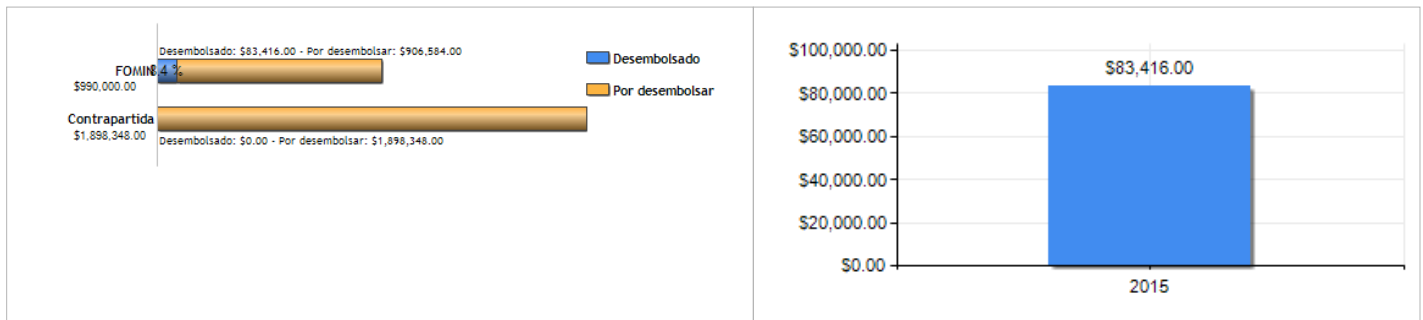 Desembolsado: $83,416.00 - Por desembolsar: $906,584.00
FOMIN 8.4 %
$990,000.00
Contrapartida
$1,898,348.00
Desembolsado: $0.00 - Por desembolsar: $1,898,348.00
Desembolsado
Por desembolsar
$100,000.00
$83,416.00
$80,000.00
$60,000.00
$40,000.00
$20,000.00
$0.00
2015